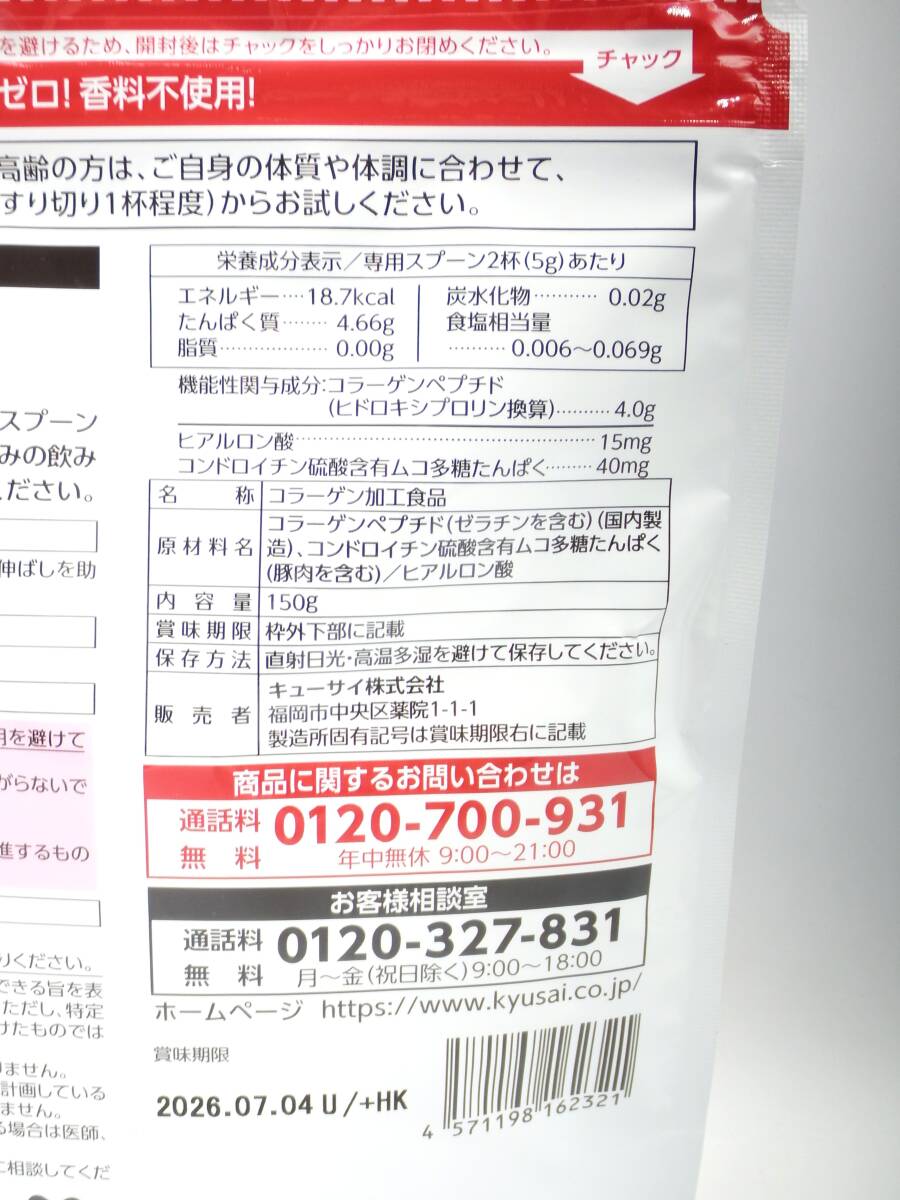 を避けるため、開封後はチャックをしっかりお閉めください。
チャック
ゼロ! 香料不使用!
高齢の方は、ご自身の体質や体調に合わせて、
すり切り1杯程度)からお試しください。
栄養成分表示/専用スプーン2杯(5g)あたり
エネルギー‥‥18.7kcal
たんぱく質‥‥‥‥ 4.66g
脂質‥‥‥‥‥‥‥‥ 0.00g
炭水化物‥‥‥‥‥ 0.02g
食塩相当量
‥‥‥‥ 0.006〜0.069g
機能性関与成分:コラーゲンペプチド
(ヒドロキシプロリン換算)‥‥‥‥4.0g
ヒアルロン酸‥‥‥‥‥‥‥‥‥‥‥‥‥‥15mg
コンドロイチン硫酸含有ムコ多糖たんぱく‥‥‥40mg
名称 コラーゲン加工食品
原材料名 コラーゲンペプチド(ゼラチンを含む)(国内製
造)、コンドロイチン硫酸含有ムコ多糖たんぱく
(豚肉を含む)/ヒアルロン酸
内容量 150g
賞味期限 枠外下部に記載
保存方法 直射日光・高温多湿を避けて保存してください。
販売者 キューサイ株式会社
福岡市中央区薬院1-1-1
製造所固有記号は賞味期限右に記載
商品に関するお問い合わせは
通話料無料 0120-700-931
年中無休 9:00〜21:00
お客様相談室
通話料無料 0120-327-831
月〜金(祝日除く)9:00〜18:00
ホームページ https://www.kyusai.co.jp/
賞味期限
2026.07.04 U/+HK
4 571198 162321
スプーン
みの飲み
ください。
伸ばしを助
用を避けて
がらないで
進するもの
りください。
できる旨を表
ただし、特定
けたものでは
りません。
計画している
ません。
る場合は医師、
に相談してくだ